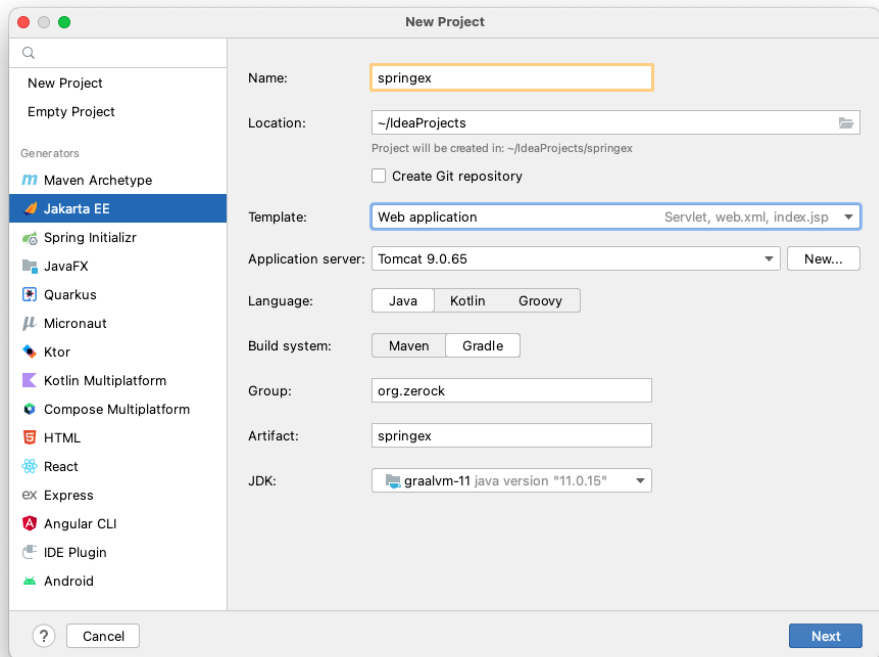 New Project
New Project
Empty Project
Generators
Maven Archetype
Jakarta EE
Spring Initializr
JavaFX
Quarkus
Micronaut
Ktor
Kotlin Multiplatform
Compose Multiplatform
HTML
React
Express
Angular CLI
IDE Plugin
Android
Name: springex
Location: ~/IdeaProjects
Project will be created in: ~/IdeaProjects/springex
Create Git repository
Template: Web application Servlet, web.xml, index.jsp
Application server: Tomcat 9.0.65 New...
Language: Java Kotlin Groovy
Build system: Maven Gradle
Group: org.zerock
Artifact: springex
JDK: graalvm-11 java version "11.0.15"
? Cancel Next